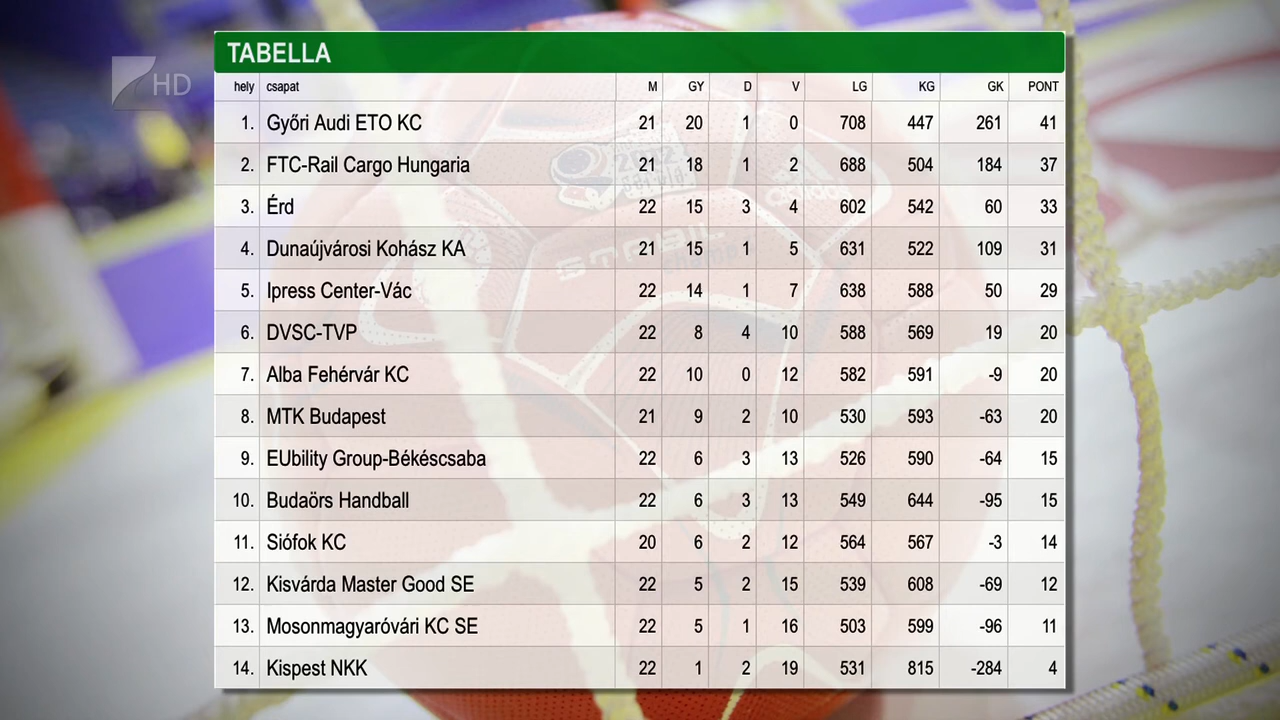 TABELLA
HD
hely csapat M GY D V LG KG GK PONT
1. Győri Audi ETO KC 21 20 1 0 708 447 261 41
2. FTC-Rail Cargo Hungaria 21 18 1 2 688 504 184 37
3. Érd 22 15 3 4 602 542 60 33
4. Dunaújvárosi Kohász KA 21 15 1 5 631 522 109 31
5. Ipress Center-Vác 22 14 1 7 638 588 50 29
6. DVSC-TVP 22 8 4 10 588 569 19 20
7. Alba Fehérvár KC 22 10 0 12 582 591 -9 20
8. MTK Budapest 21 9 2 10 530 593 -63 20
9. EUbility Group-Békéscsaba 22 6 3 13 526 590 -64 15
10. Budaörs Handball 22 6 3 13 549 644 -95 15
11. Siófok KC 20 6 2 12 564 567 -3 14
12. Kisvárda Master Good SE 22 5 2 15 539 608 -69 12
13. Mosonmagyaróvári KC SE 22 5 1 16 503 599 -96 11
14. Kispest NKK 22 1 2 19 531 815 -284 4